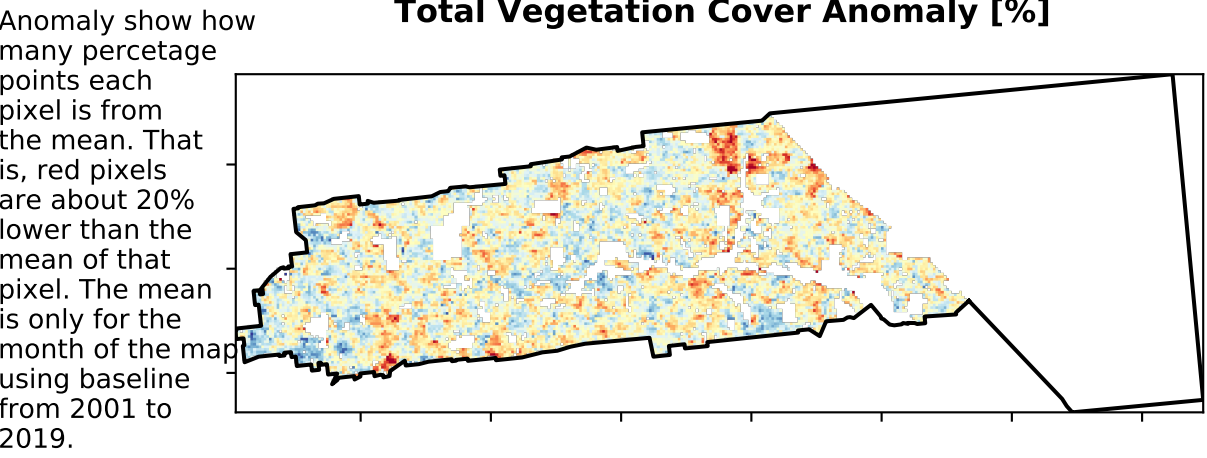 Total Vegetation Cover Anomaly [%]
Anomaly show how
many percetage
points each
pixel is from
the mean. That
is, red pixels
are about 20%
lower than the
mean of that
pixel. The mean
is only for the
month of the map
using baseline
from 2001 to
2019.